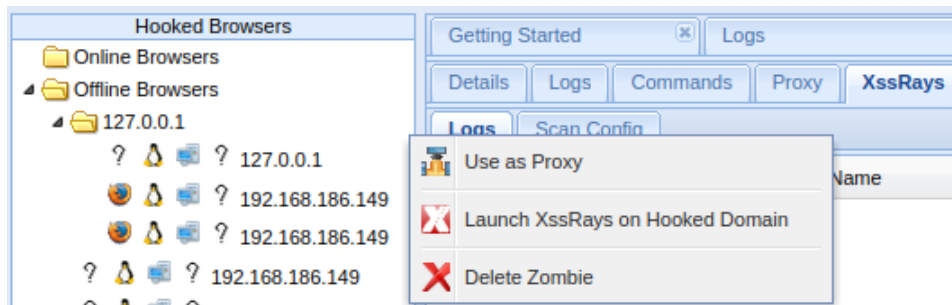 Hooked Browsers
Online Browsers
Offline Browsers
127.0.0.1
? ? 127.0.0.1
? 192.168.186.149
? 192.168.186.149
? ? 192.168.186.149
Getting Started
Logs
Details
Logs
Commands
Proxy
XssRays
Logs
Scan Config
Name
Use as Proxy
Launch XssRays on Hooked Domain
Delete Zombie